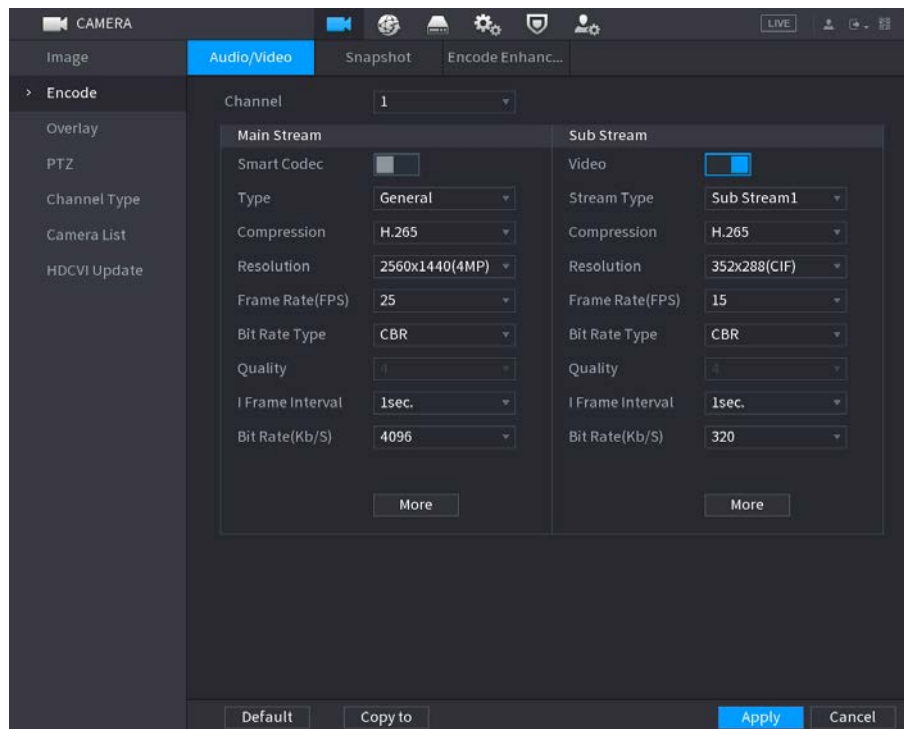 CAMERA
LIVE
Image
Encode
Overlay
PTZ
Channel Type
Camera List
HDCVI Update
Audio/Video Snapshot Encode Enhanc...
Channel 1
Main Stream
Smart Codec
Type General
Compression H.265
Resolution 2560x1440(4MP)
Frame Rate(FPS) 25
Bit Rate Type CBR
Quality 4
I Frame Interval 1sec.
Bit Rate(Kb/S) 4096
More
Sub Stream
Video
Stream Type Sub Stream1
Compression H.265
Resolution 352x288(CIF)
Frame Rate(FPS) 15
Bit Rate Type CBR
Quality 4
I Frame Interval 1sec.
Bit Rate(Kb/S) 320
More
Default Copy to Apply Cancel